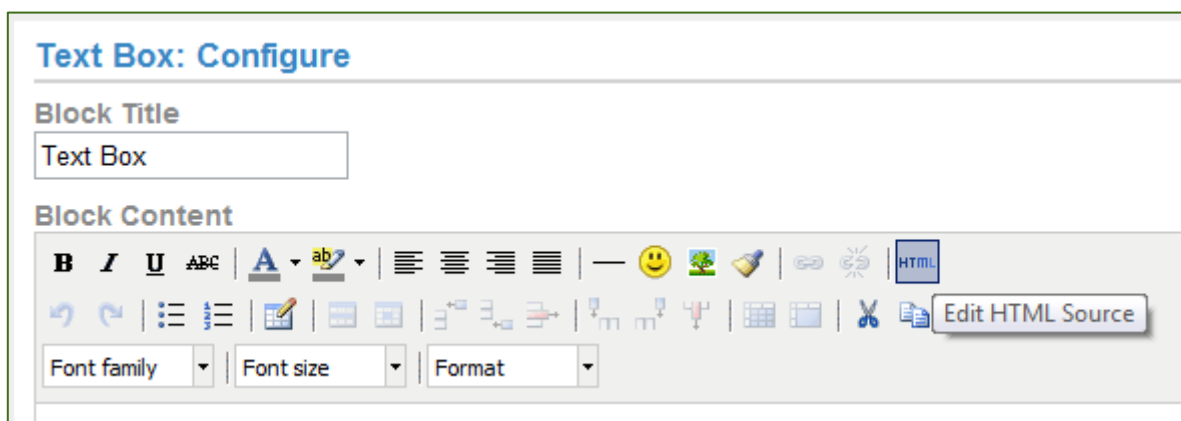 Text Box: Configure
Block Title
Text Box
Block Content
B I U ABC A ab HTML
Edit HTML Source
Font family Font size Format